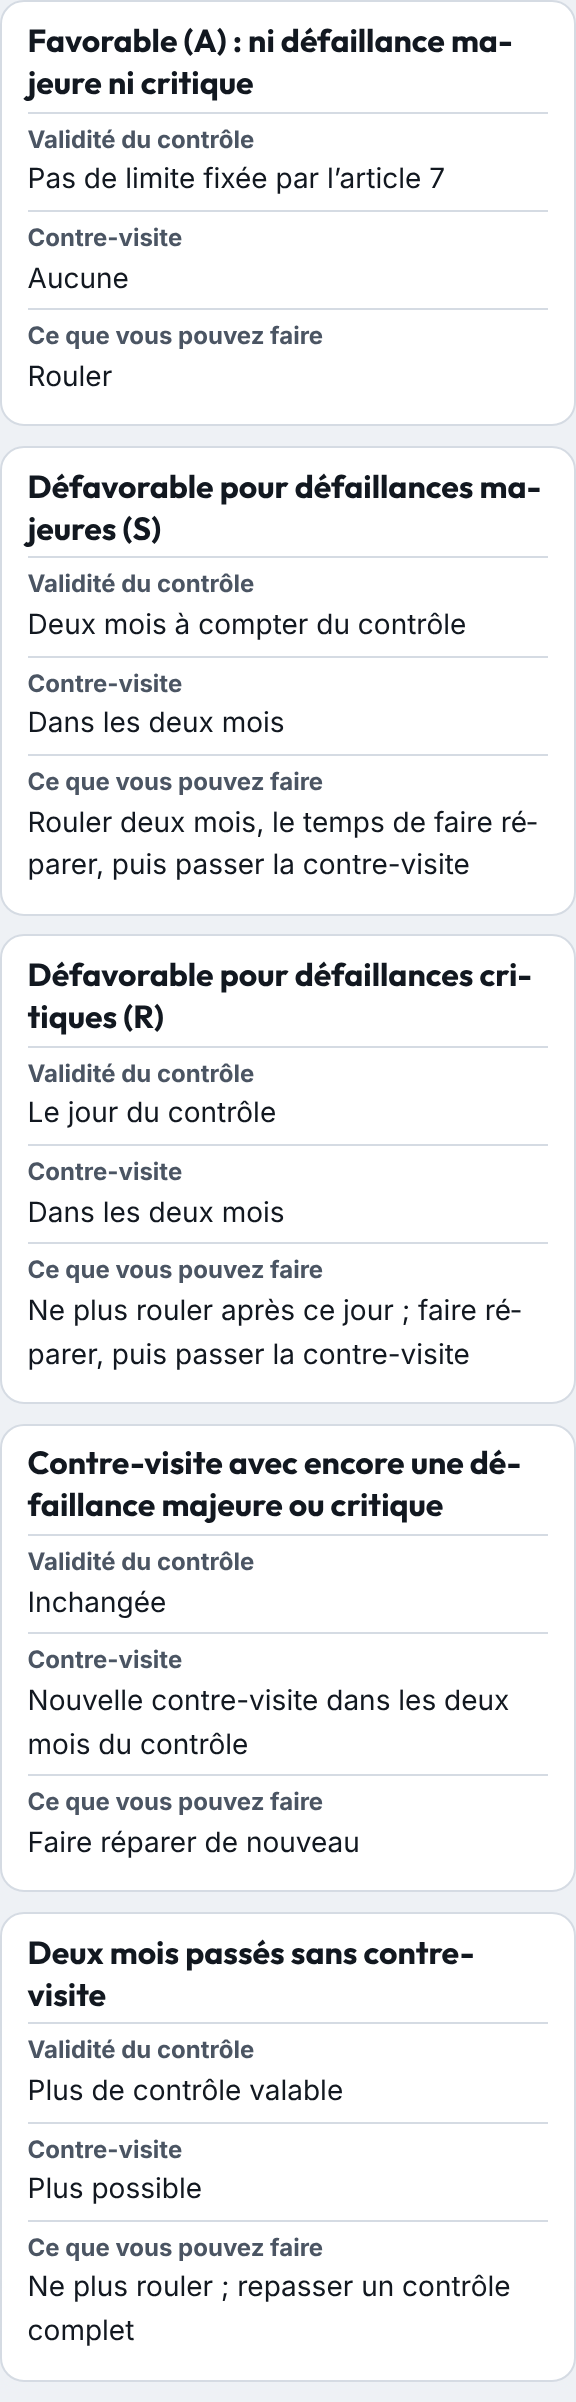 Favorable (A) : ni défaillance ma-
jeure ni critique
Validité du contrôle
Pas de limite fixée par l’article 7
Contre-visite
Aucune
Ce que vous pouvez faire
Rouler
Défavorable pour défaillances ma-
jeures (S)
Validité du contrôle
Deux mois à compter du contrôle
Contre-visite
Dans les deux mois
Ce que vous pouvez faire
Rouler deux mois, le temps de faire ré-
parer, puis passer la contre-visite
Défavorable pour défaillances cri-
tiques (R)
Validité du contrôle
Le jour du contrôle
Contre-visite
Dans les deux mois
Ce que vous pouvez faire
Ne plus rouler après ce jour ; faire ré-
parer, puis passer la contre-visite
Contre-visite avec encore une dé-
faillance majeure ou critique
Validité du contrôle
Inchangée
Contre-visite
Nouvelle contre-visite dans les deux
mois du contrôle
Ce que vous pouvez faire
Faire réparer de nouveau
Deux mois passés sans contre-
visite
Validité du contrôle
Plus de contrôle valable
Contre-visite
Plus possible
Ce que vous pouvez faire
Ne plus rouler ; repasser un contrôle
complet